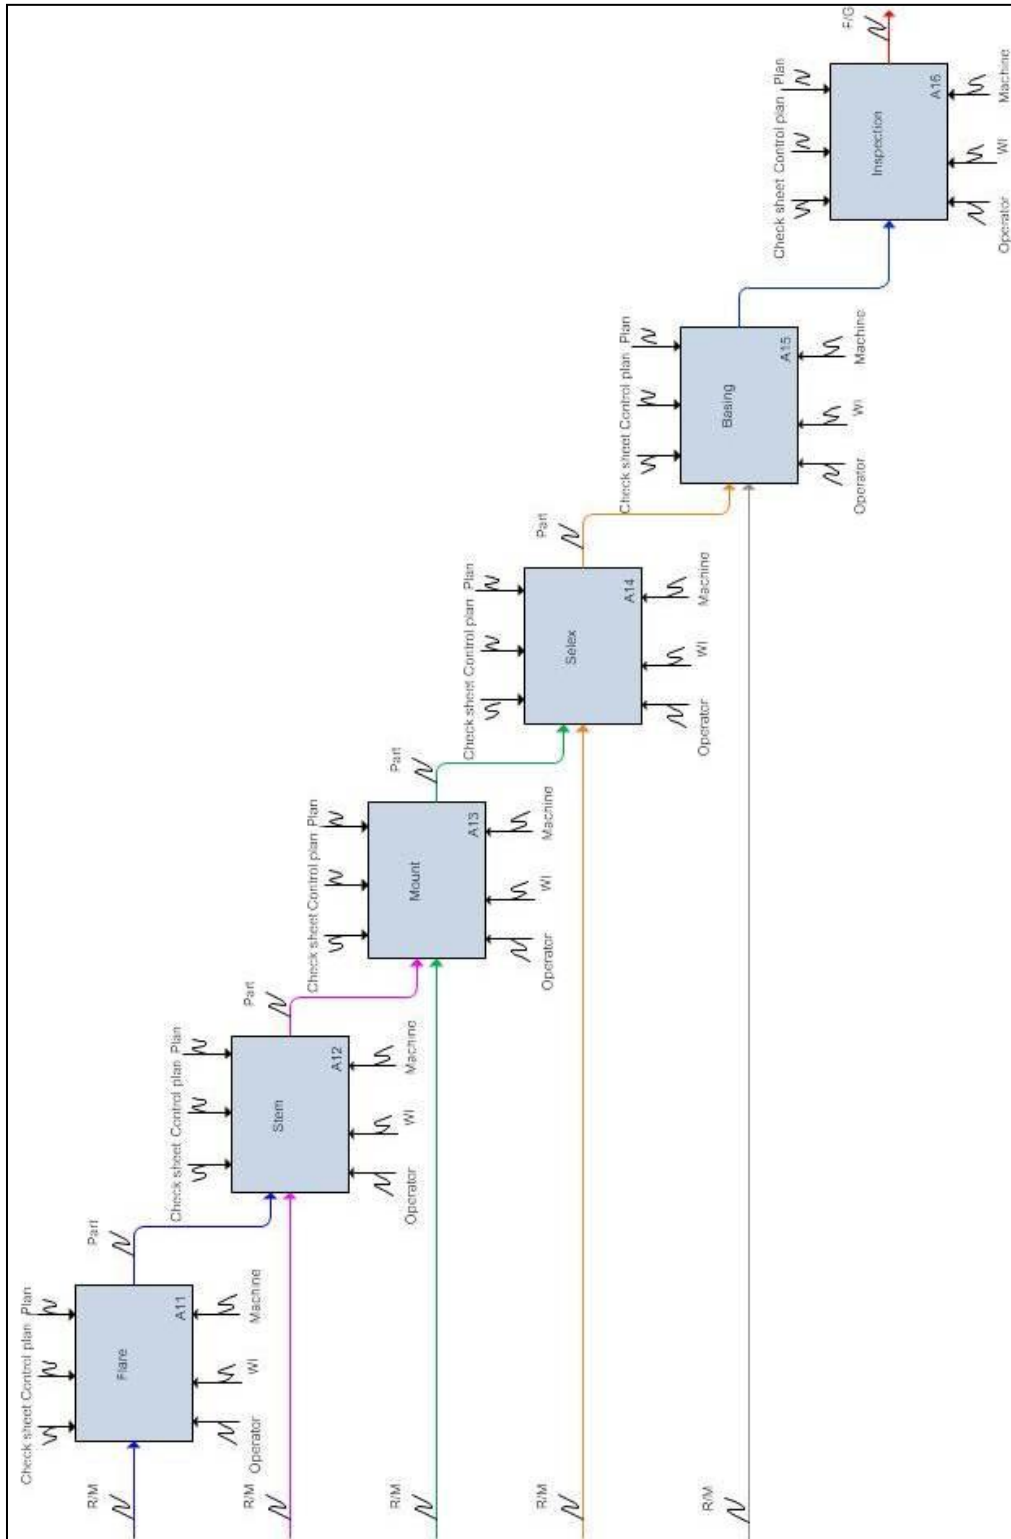 Check sheet Control plan Plan
R/M
Flare
A11
Part
Operator
WI
Machine
Check sheet Control plan Plan
R/M
Stem
A12
Part
Operator
WI
Machine
Check sheet Control plan Plan
R/M
Mount
A13
Part
Operator
WI
Machine
Check sheet Control plan Plan
R/M
Selex
A14
Part
Operator
WI
Machine
Check sheet Control plan Plan
R/M
Basing
A15
Operator
WI
Machine
Check sheet Control plan Plan
Inspection
A16
F/G
Operator
WI
Machine